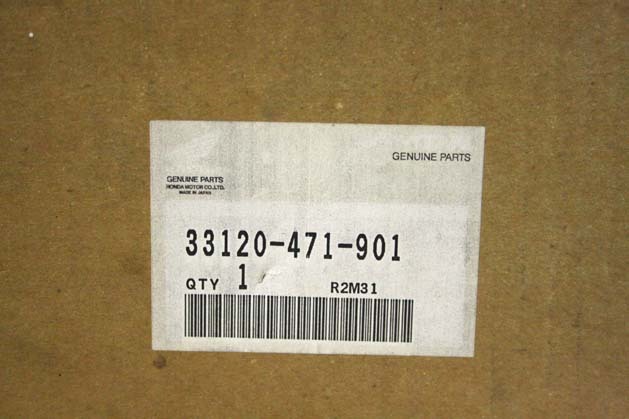 GENUINE PARTS
GENUINE PARTS
HONDA MOTOR CO.,LTD.
MADE IN JAPAN
33120-471-901
QTY 1 R2M31